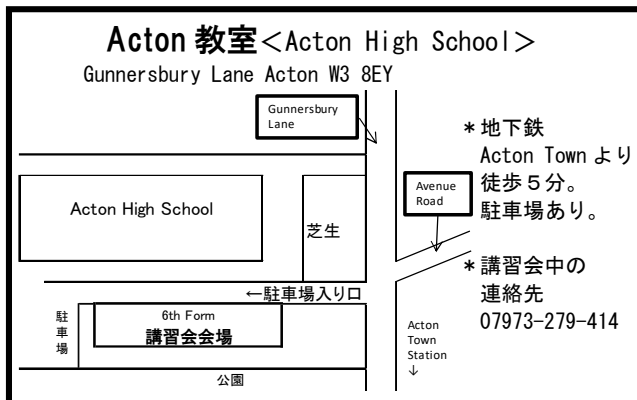 Acton 教室＜Acton High School＞
Gunnersbury Lane Acton W3 8EY
Gunnersbury
Lane
＊地下鉄
Acton Town より
徒歩５分。
駐車場あり。
Avenue
Road
Acton High School
芝生
＊講習会中の
連絡先
07973-279-414
←駐車場入り口
駐車場
6th Form
講習会会場
Acton
Town
Station
↓
公園